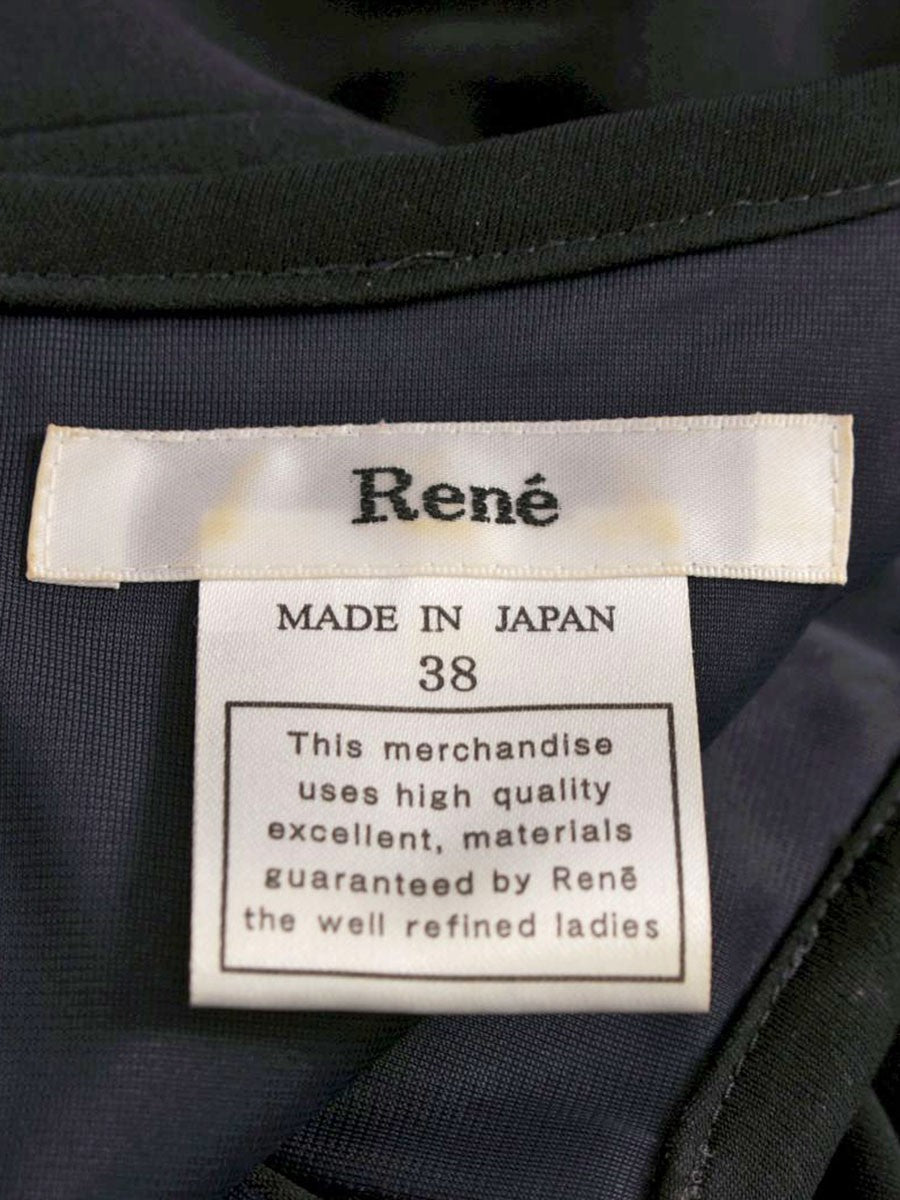 René
MADE IN JAPAN
38
This merchandise
uses high quality
excellent, materials
guaranteed by Renē
the well refined ladies